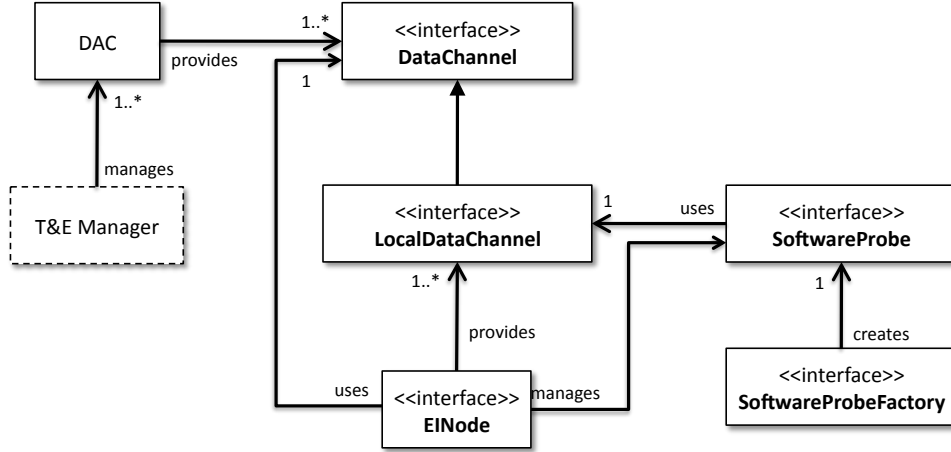 DAC
provides
1..*
<<interface>>
DataChannel
1
1..*
manages
T&E Manager
<<interface>>
LocalDataChannel
1
uses
<<interface>>
SoftwareProbe
1..*
1
provides
creates
uses
<<interface>>
EINode
manages
<<interface>>
SoftwareProbeFactory